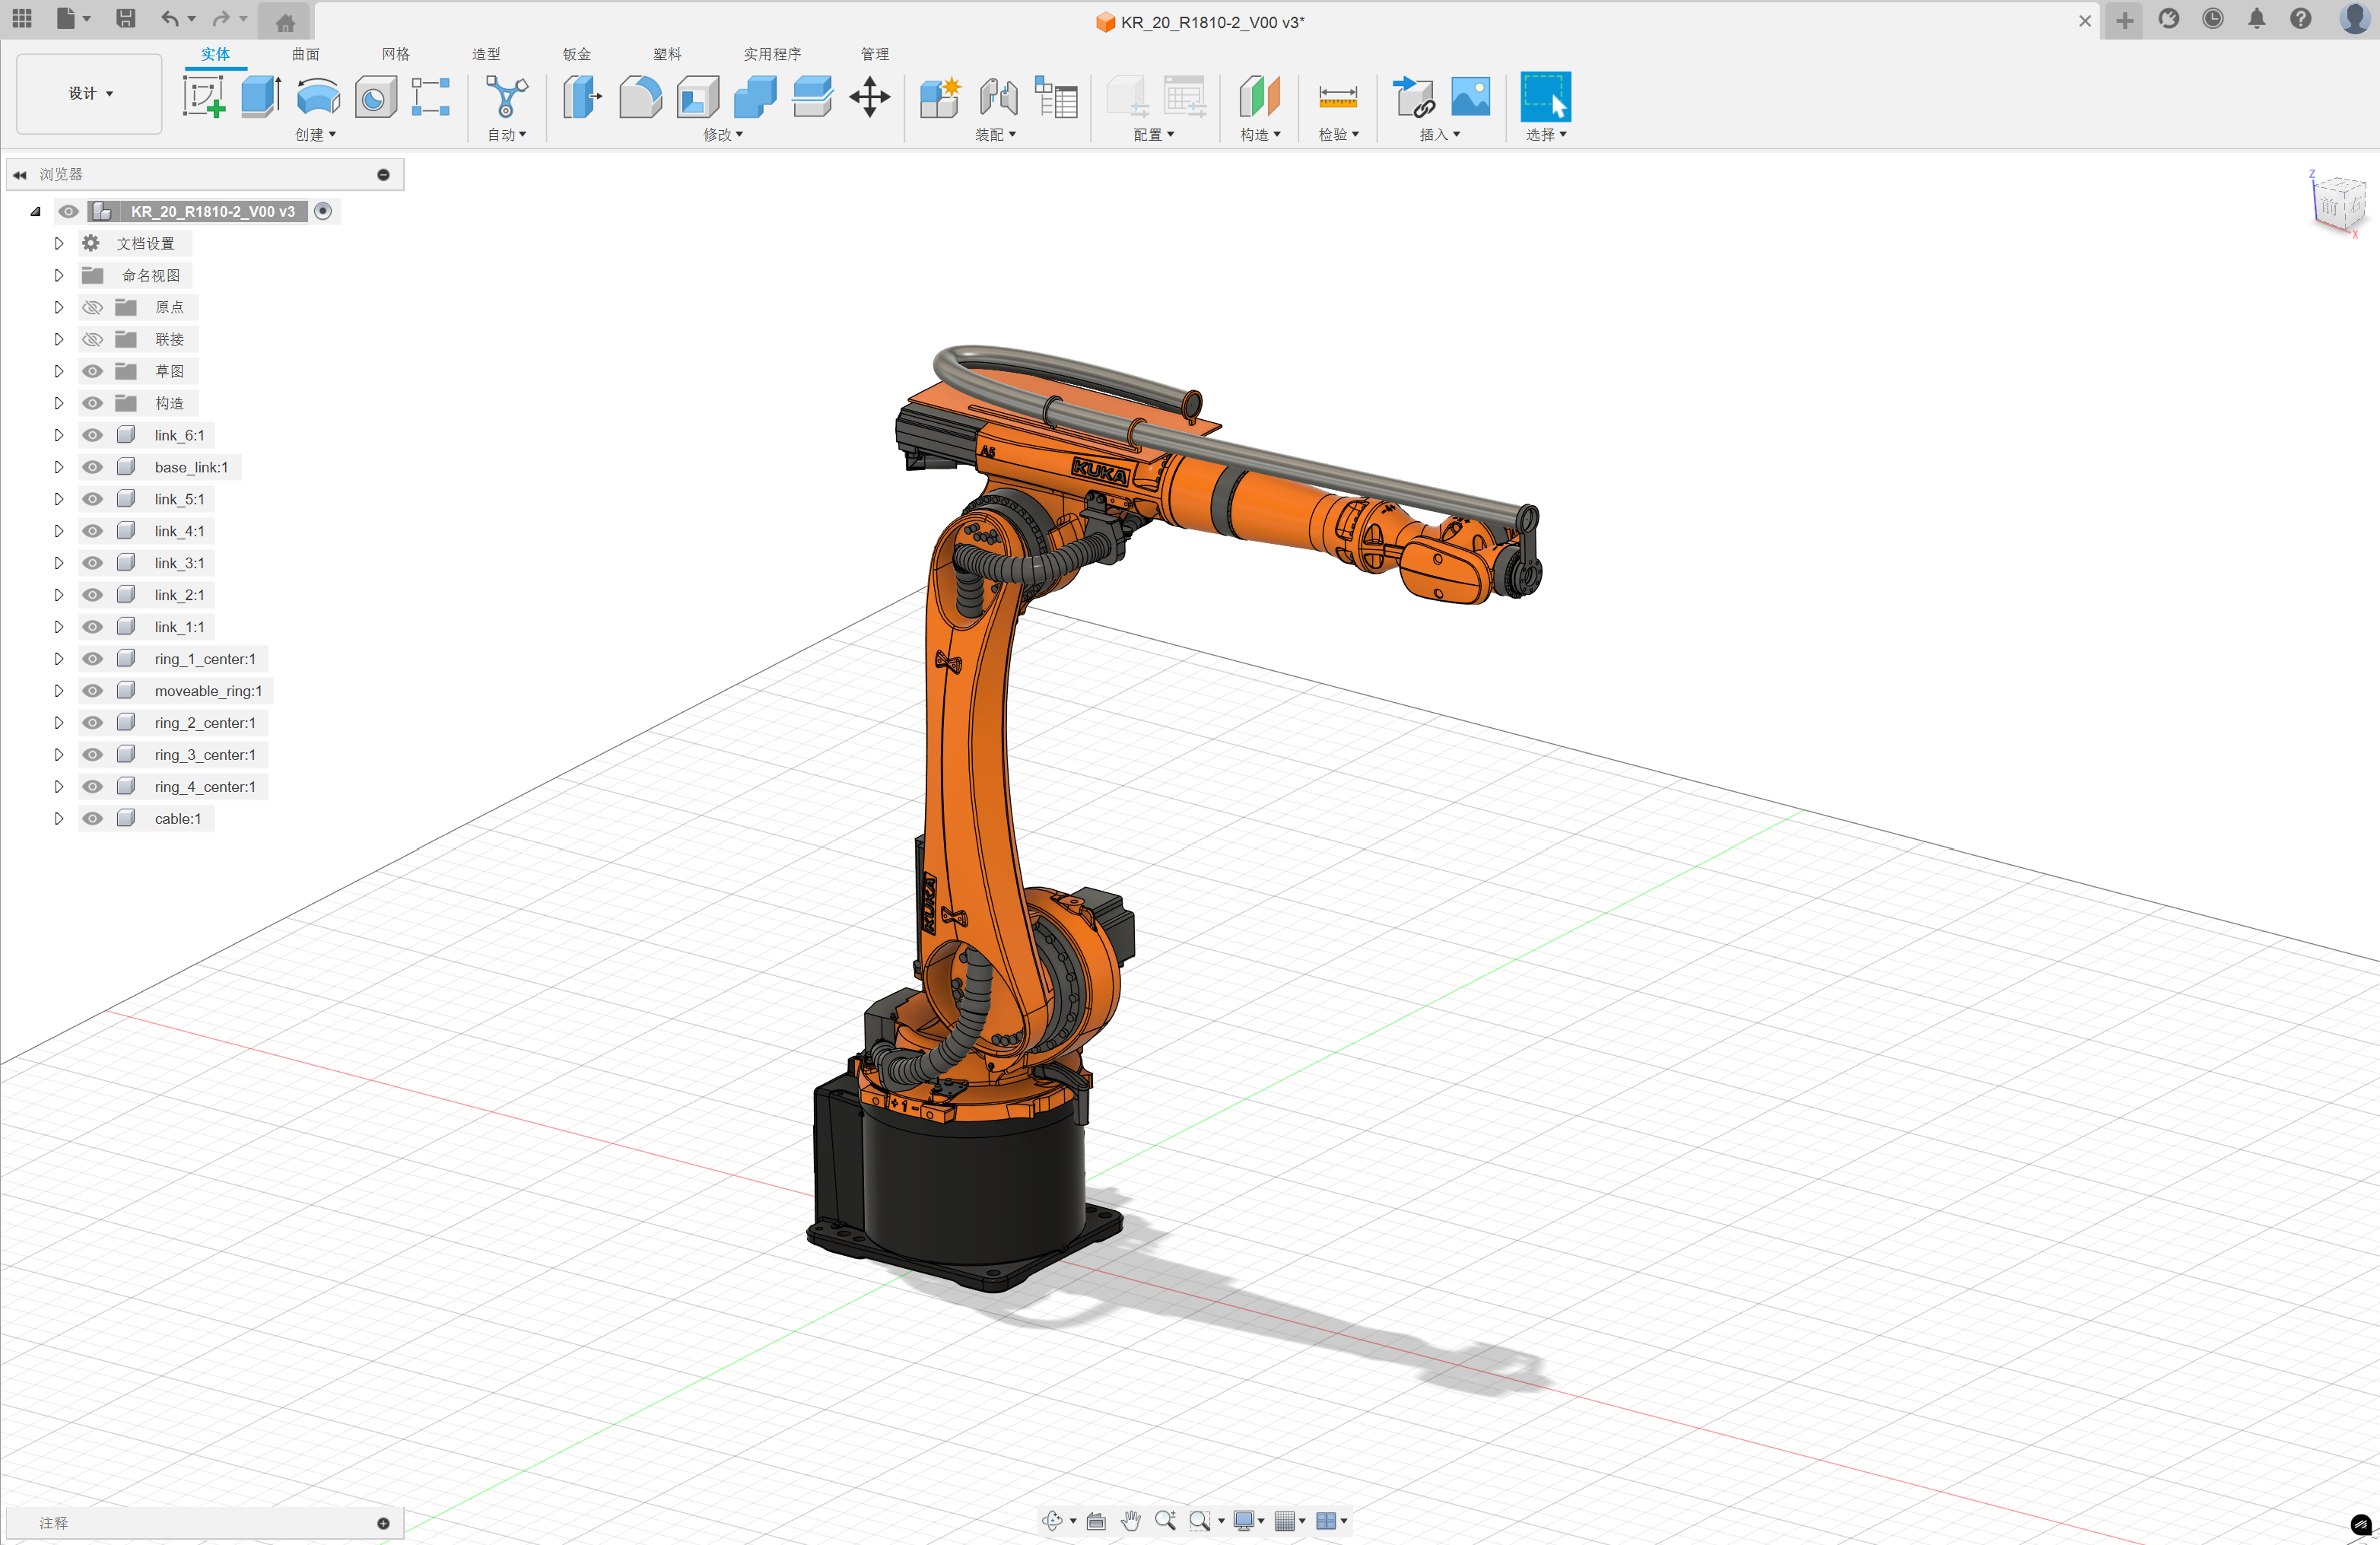 KR_20_R1810-2_V00 v3*
实体 曲面 网格 造型 钣金 塑料 实用程序 管理
设计
创建 自动 修改 装配 配置 构造 检验 插入 选择
浏览器
KR_20_R1810-2_V00 v3
文档设置
命名视图
原点
联接
草图
构造
link_6:1
base_link:1
link_5:1
link_4:1
link_3:1
link_2:1
link_1:1
ring_1_center:1
moveable_ring:1
ring_2_center:1
ring_3_center:1
ring_4_center:1
cable:1
Z
前
X
A5
KUKA
KUKA
+ 1 -
注释